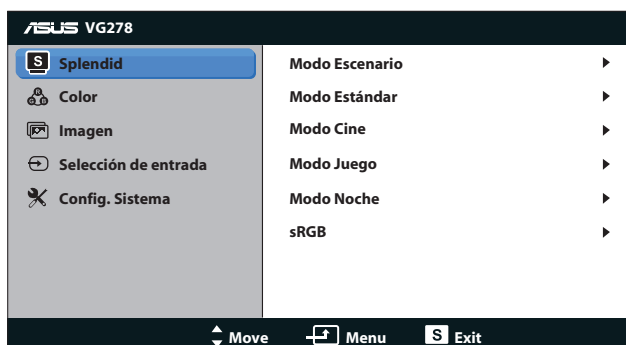 ASUS VG278
S Splendid
Color
Imagen
Selección de entrada
Config. Sistema
Modo Escenario
Modo Estándar
Modo Cine
Modo Juego
Modo Noche
sRGB
Move Menu S Exit